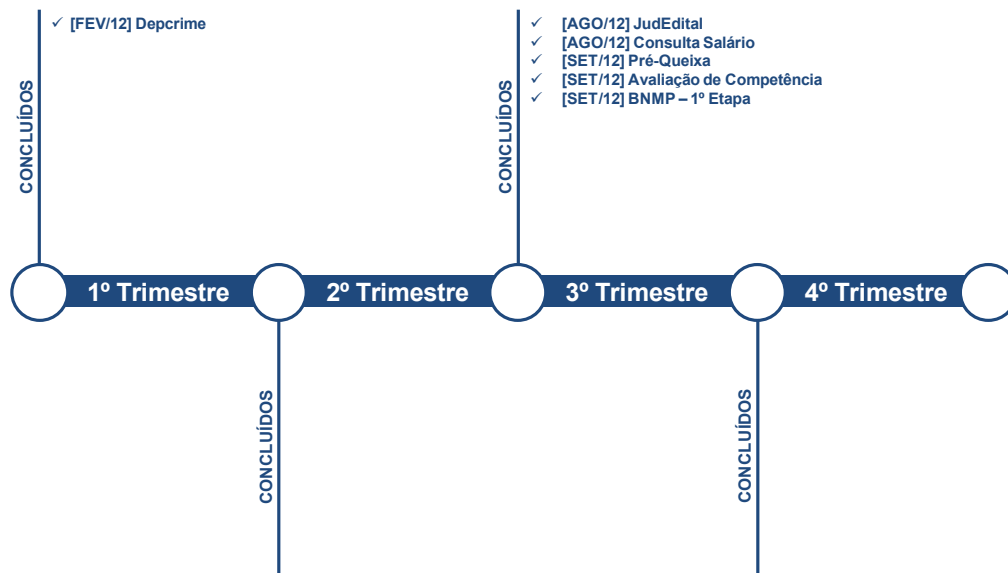 ✓ [FEV/12] Depcrime
CONCLUÍDOS
✓ [AGO/12] JudEdital
✓ [AGO/12] Consulta Salário
✓ [SET/12] Pré-Queixa
✓ [SET/12] Avaliação de Competência
✓ [SET/12] BNMP – 1º Etapa
CONCLUÍDOS
1º Trimestre
2º Trimestre
3º Trimestre
4º Trimestre
CONCLUÍDOS
CONCLUÍDOS